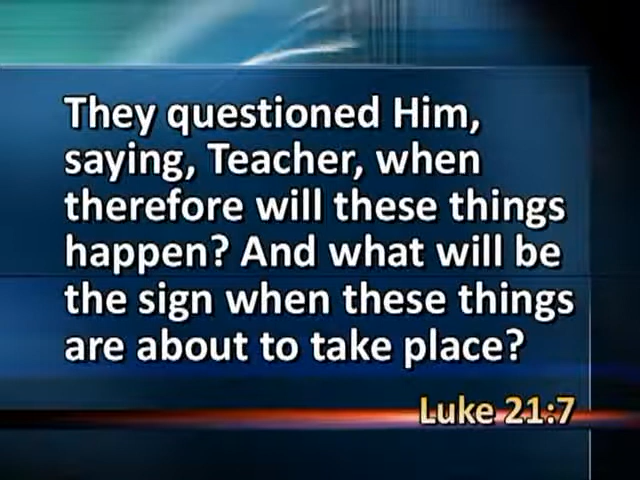 They questioned Him,
saying, Teacher, when
therefore will these things
happen? And what will be
the sign when these things
are about to take place?
Luke 21:7